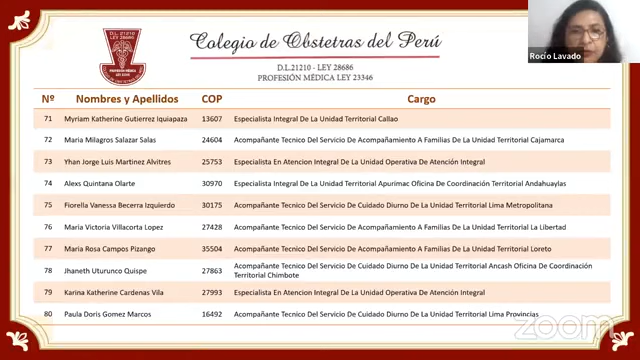 D.L. 21210
LEY 28686
Colegio de Obstetras del Perú
D.L.21210 - LEY 28686
PROFESIÓN MÉDICA LEY 23346
Rocío Lavado
Nº Nombres y Apellidos COP Cargo
71 Myriam Katherine Gutierrez Iquiapaza 13607 Especialista Integral De La Unidad Territorial Callao
72 Maria Milagros Salazar Salas 24604 Acompañante Tecnico Del Servicio De Acompañamiento A Familias De La Unidad Territorial Cajamarca
73 Yhan Jorge Luis Martinez Alvitres 25753 Especialista En Atencion Integral De La Unidad Operativa De Atención Integral
74 Alexs Quintana Olarte 30970 Especialista Integral De La Unidad Territorial Apurimac Oficina De Coordinación Territorial Andahuaylas
75 Fiorella Vanessa Becerra Izquierdo 30175 Acompañante Tecnico Del Servicio De Cuidado Diurno De La Unidad Territorial Lima Metropolitana
76 Maria Victoria Villacorta Lopez 27428 Acompañante Tecnico Del Servicio De Acompañamiento A Familias De La Unidad Territorial La Libertad
77 Maria Rosa Campos Pizango 35504 Acompañante Tecnico Del Servicio De Acompañamiento A Familias De La Unidad Territorial Loreto
78 Jhaneth Uturunco Quispe 27863 Acompañante Tecnico Del Servicio De Cuidado Diurno De La Unidad Territorial Ancash Oficina De Coordinación
Territorial Chimbote
79 Karina Katherine Cardenas Vila 27993 Especialista En Atencion Integral De La Unidad Operativa De Atención Integral
80 Paula Doris Gomez Marcos 16492 Acompañante Tecnico Del Servicio De Cuidado Diurno De La Unidad Territorial Lima Provincias
zoom